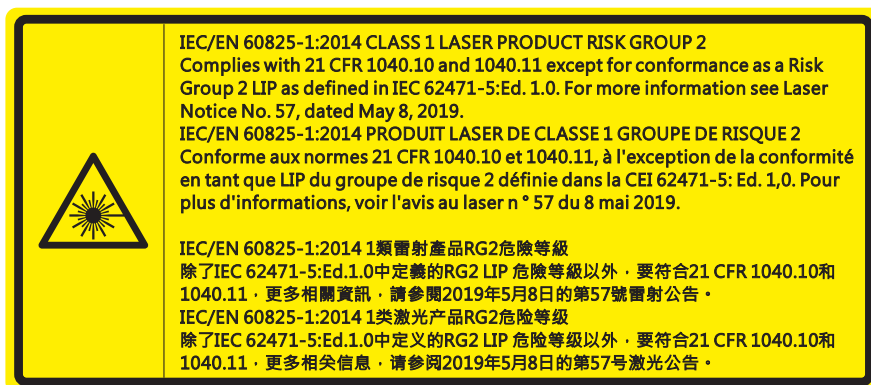 IEC/EN 60825-1:2014 CLASS 1 LASER PRODUCT RISK GROUP 2
Complies with 21 CFR 1040.10 and 1040.11 except for conformance as a Risk
Group 2 LIP as defined in IEC 62471-5:Ed. 1.0. For more information see Laser
Notice No. 57, dated May 8, 2019.
IEC/EN 60825-1:2014 PRODUIT LASER DE CLASSE 1 GROUPE DE RISQUE 2
Conforme aux normes 21 CFR 1040.10 et 1040.11, à l'exception de la conformité
en tant que LIP du groupe de risque 2 définie dans la CEI 62471-5: Ed. 1,0. Pour
plus d'informations, voir l'avis au laser n ° 57 du 8 mai 2019.
IEC/EN 60825-1:2014 1類雷射產品RG2危險等級
除了IEC 62471-5:Ed.1.0中定義的RG2 LIP 危險等級以外，要符合21 CFR 1040.10和
1040.11，更多相關資訊，請參閱2019年5月8日的第57號雷射公告。
IEC/EN 60825-1:2014 1类激光产品RG2危险等级
除了IEC 62471-5:Ed.1.0中定义的RG2 LIP 危险等级以外，要符合21 CFR 1040.10和
1040.11，更多相关信息，请参阅2019年5月8日的第57号激光公告。